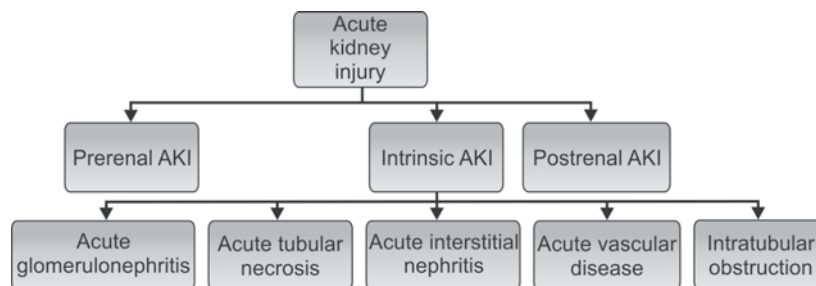 Acute
kidney
injury
Prerenal AKI
Intrinsic AKI
Postrenal AKI
Acute
glomerulonephritis
Acute tubular
necrosis
Acute interstitial
nephritis
Acute vascular
disease
Intratubular
obstruction